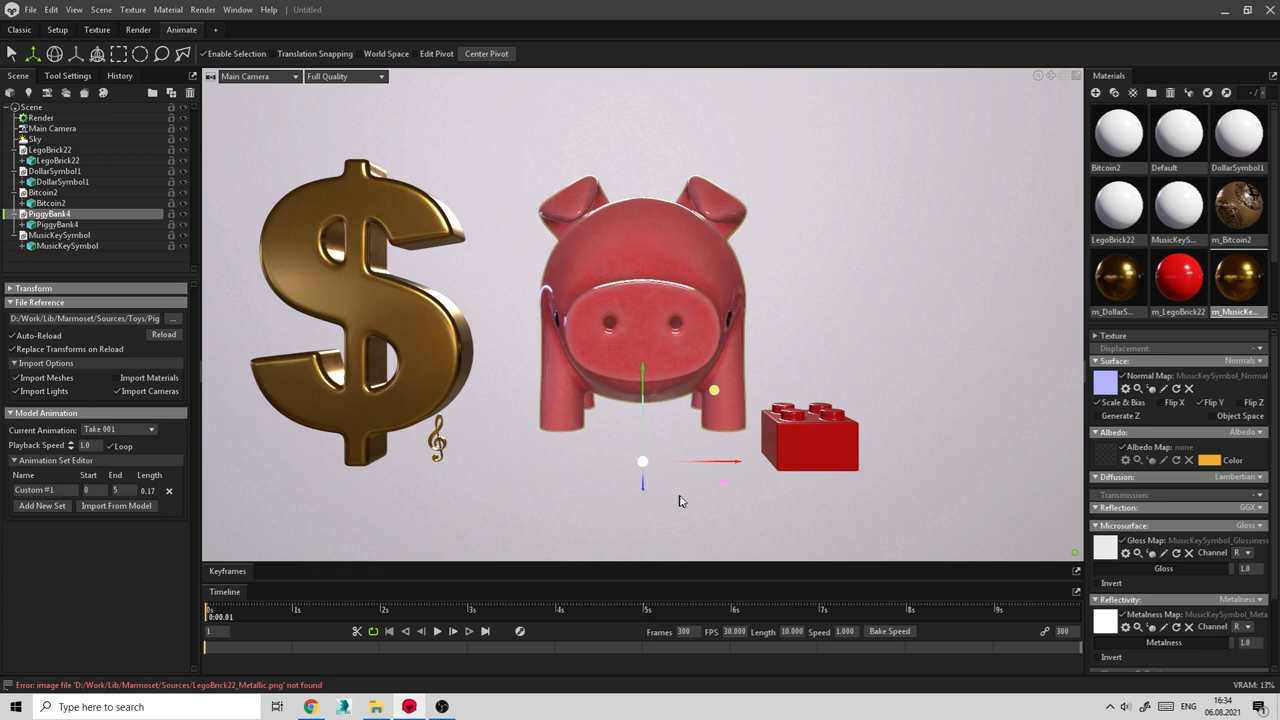 File Edit View Scene Texture Material Render Window Help Untitled
Classic Setup Texture Render Animate +
Enable Selection Translation Snapping World Space Edit Pivot Center Pivot
Scene Tool Settings History
Main Camera Full Quality
Materials
Scene
Render
Main Camera
Sky
LegoBrick22
LegoBrick22
DollarSymbol1
DollarSymbol1
Bitcoin2
Bitcoin2
PiggyBank4
PiggyBank4
MusicKeySymbol
MusicKeySymbol
Transform
File Reference
D:/Work/Lib/Marmoset/Sources/Toys/Pig ...
Auto-Reload Reload
Replace Transforms on Reload
Import Options
Import Meshes Import Materials
Import Lights Import Cameras
Model Animation
Current Animation: Take 001
Playback Speed 1.0 Loop
Animation Set Editor
Name Start End Length
Custom #1 0 5 0.17
Add New Set Import From Model
Bitcoin2 Default DollarSymbol1
LegoBrick22 MusicKeyS... m_Bitcoin2
m_DollarS... m_LegoBrick22 m_MusicKe...
Texture
Displacement:
Surface: Normals
Normal Map: MusicKeySymbol_Normal
Scale & Bias Flip X Flip Y Flip Z
Generate Z Object Space
Albedo: Albedo
Albedo Map: none
Color
Diffusion: Lambertian
Transmission:
Reflection: GGX
Microsurface: Gloss
Gloss Map: MusicKeySymbol_Glossiness
Channel R
Gloss 1.0
Invert
Reflectivity: Metalness
Metalness Map: MusicKeySymbol_Meta
Channel R
Metalness 1.0
Invert
Keyframes
Timeline
0s 1s 2s 3s 4s 5s 6s 7s 8s 9s
0:00.01
1 Frames 300 FPS 30.000 Length 10.000 Speed 1.000 Bake Speed 300
Error: image file 'D:/Work/Lib/Marmoset/Sources/LegoBrick22_Metallic.png' not found
VRAM: 13%
Type here to search
ENG
16:34
06.08.2021